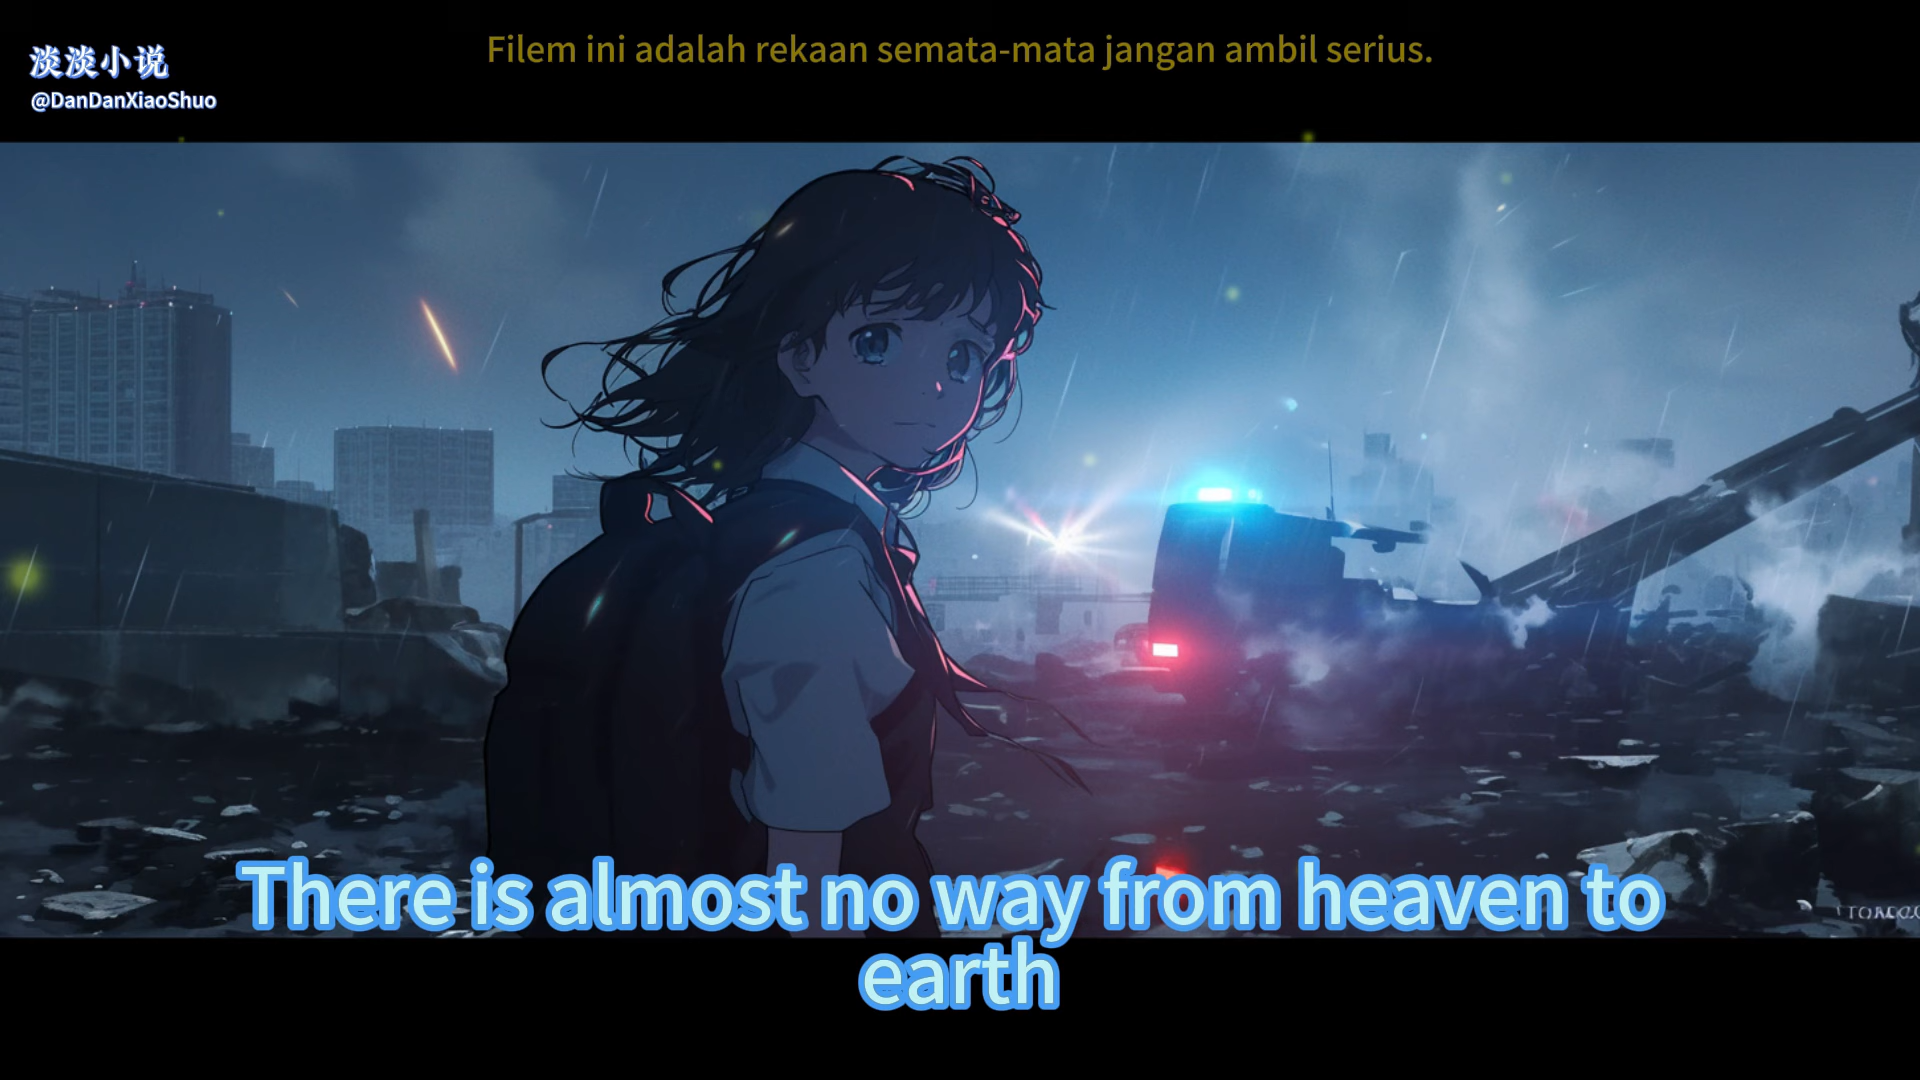 淡淡小说
@DanDanXiaoShuo
Filem ini adalah rekaan semata-mata jangan ambil serius.
There is almost no way from heaven to
earth